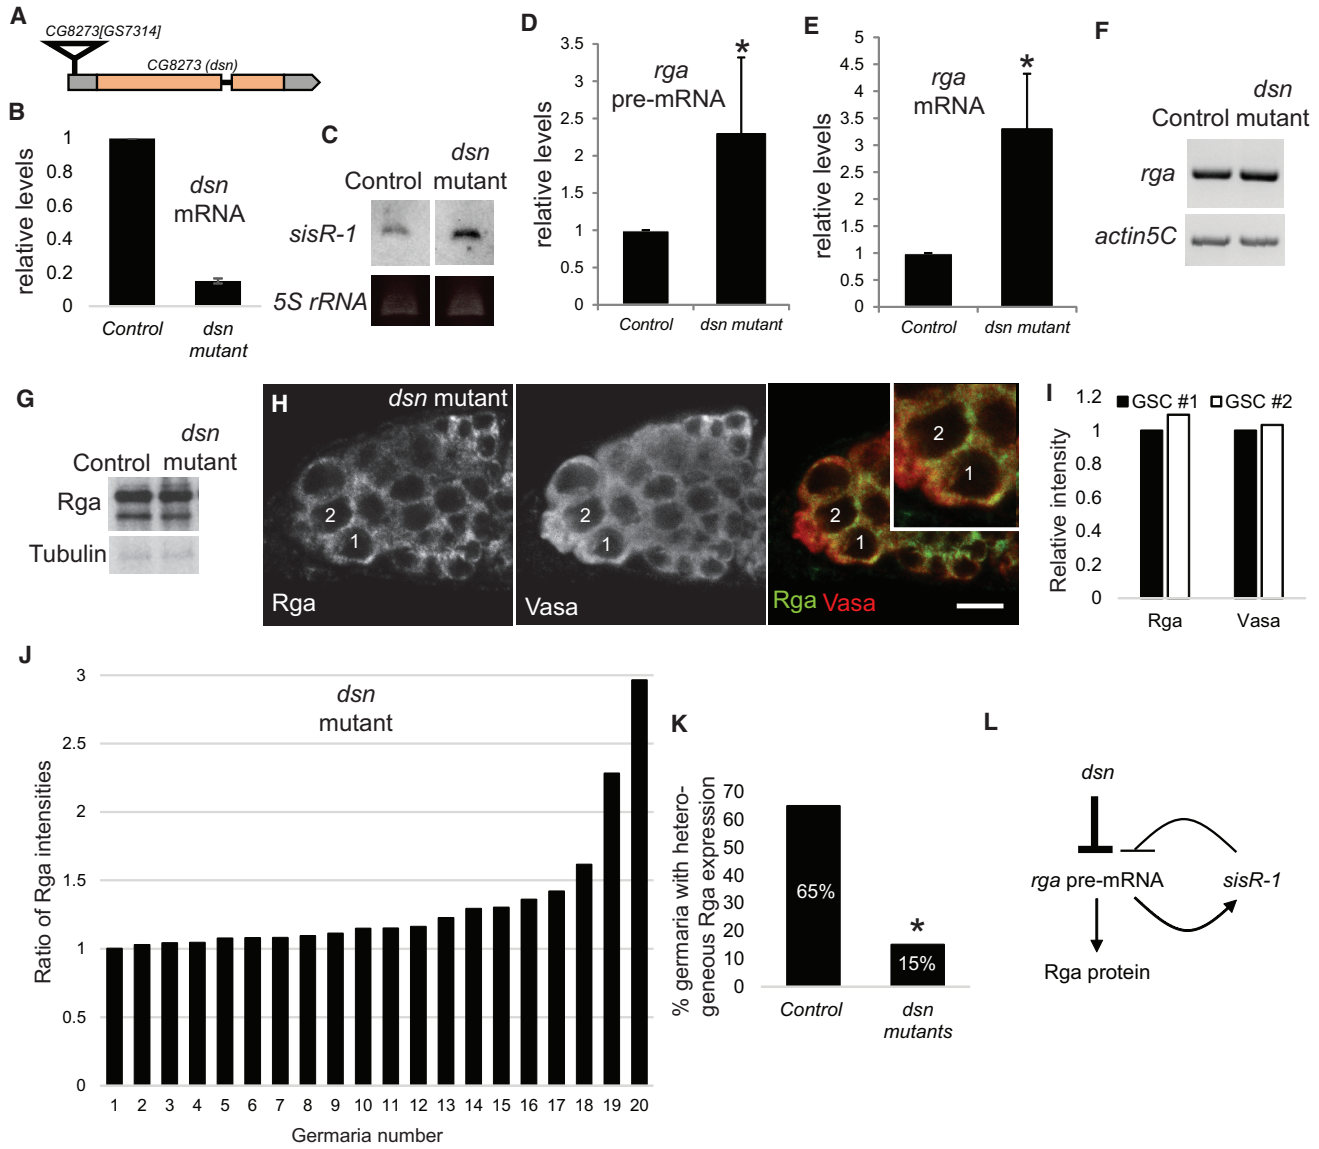 A
CG8273[GS7314]
CG8273 (dsn)
B
relative levels
1
0.8
0.6
0.4
0.2
0
dsn
mRNA
Control
dsn
mutant
C
Control
dsn
mutant
sisR-1
5S rRNA
D
relative levels
3.5
3
2.5
2
1.5
1
0.5
0
rga
pre-mRNA
*
Control
dsn mutant
E
relative levels
5
4.5
4
3.5
3
2.5
2
1.5
1
0.5
0
rga
mRNA
*
Control
dsn mutant
F
dsn
Control mutant
rga
actin5C
G
dsn
Control mutant
Rga
Tubulin
H
dsn mutant
2
1
Rga
2
1
Vasa
2
1
2
1
Rga Vasa
I
Relative intensity
1.2
1
0.8
0.6
0.4
0.2
0
GSC #1
GSC #2
Rga
Vasa
J
Ratio of Rga intensities
3
2.5
2
1.5
1
0.5
0
dsn
mutant
1 2 3 4 5 6 7 8 9 10 11 12 13 14 15 16 17 18 19 20
Germaria number
K
% germaria with hetero-
geneous Rga expression
70
60
50
40
30
20
10
0
65%
*
15%
Control
dsn
mutants
L
dsn
rga pre-mRNA
sisR-1
Rga protein